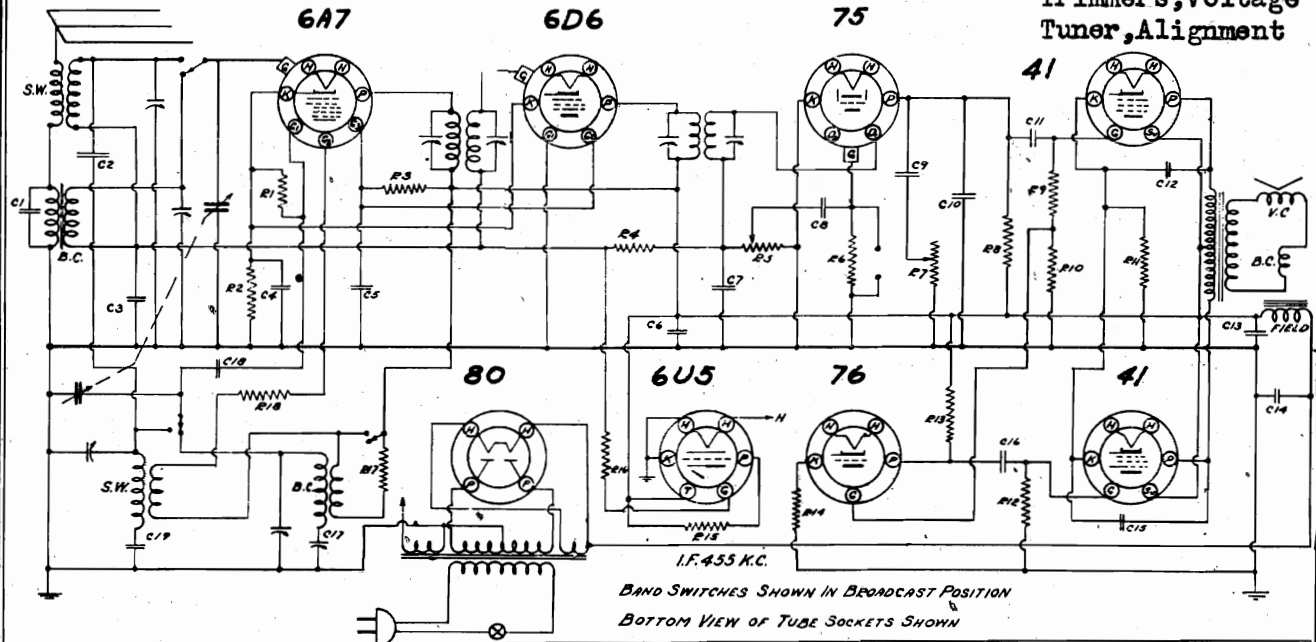 Trimmers,Voltage
Tuner,Alignment
6A7
6D6
75
41
S.W.
B.C.
C1
C2
C3
R1
R2
C4
R3
C5
R4
C6
C7
R5
C8
R6
R7
C9
C10
R8
C11
R9
R10
R11
C12
V.C
B.C.
C13
FIELD
C14
C18
R18
S.W.
C19
B.C.
C17
R17
80
6U5
H
R16
R15
76
R14
R13
C16
R12
41
C15
I.F. 455 K.C.
BAND SWITCHES SHOWN IN BROADCAST POSITION
BOTTOM VIEW OF TUBE SOCKETS SHOWN